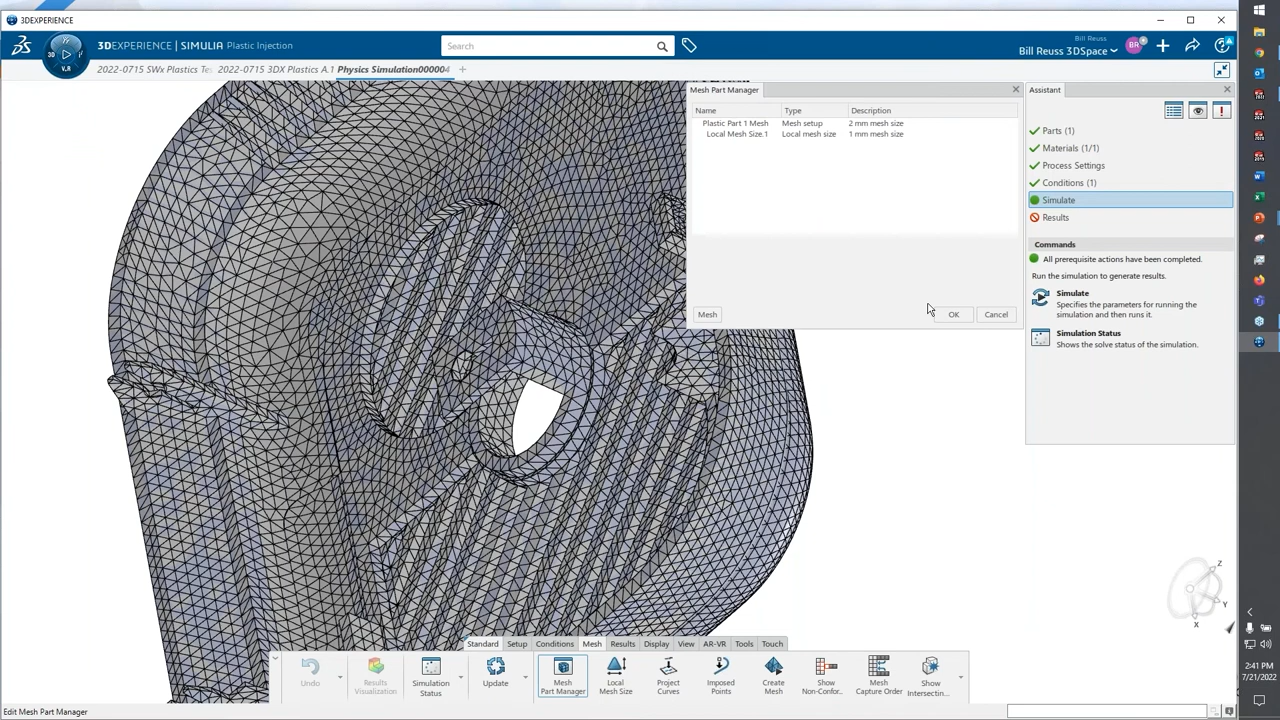 3DEXPERIENCE
3DEXPERIENCE | SIMULIA Plastic Injection
Search
Bill Reuss
Bill Reuss 3DSpace
BR
3D
V.R
2022-0715 SWx Plastics Te
2022-0715 3DX Plastics A.1
Physics Simulation000004
Mesh Part Manager
Name Type Description
Plastic Part 1 Mesh Mesh setup 2 mm mesh size
Local Mesh Size.1 Local mesh size 1 mm mesh size
Mesh OK Cancel
Assistant
Parts (1)
Materials (1/1)
Process Settings
Conditions (1)
Simulate
Results
Commands
All prerequisite actions have been completed.
Run the simulation to generate results.
Simulate
Specifies the parameters for running the
simulation and then runs it.
Simulation Status
Shows the solve status of the simulation.
Z
Y
X
Standard Setup Conditions Mesh Results Display View AR-VR Tools Touch
Undo
Results
Visualization
Simulation
Status
Update
Mesh
Part Manager
Local
Mesh Size
Project
Curves
Imposed
Points
Create
Mesh
Show
Non-Confor...
Mesh
Capture Order
Show
Intersectin...
Edit Mesh Part Manager
2:41 PM
7/21/2022